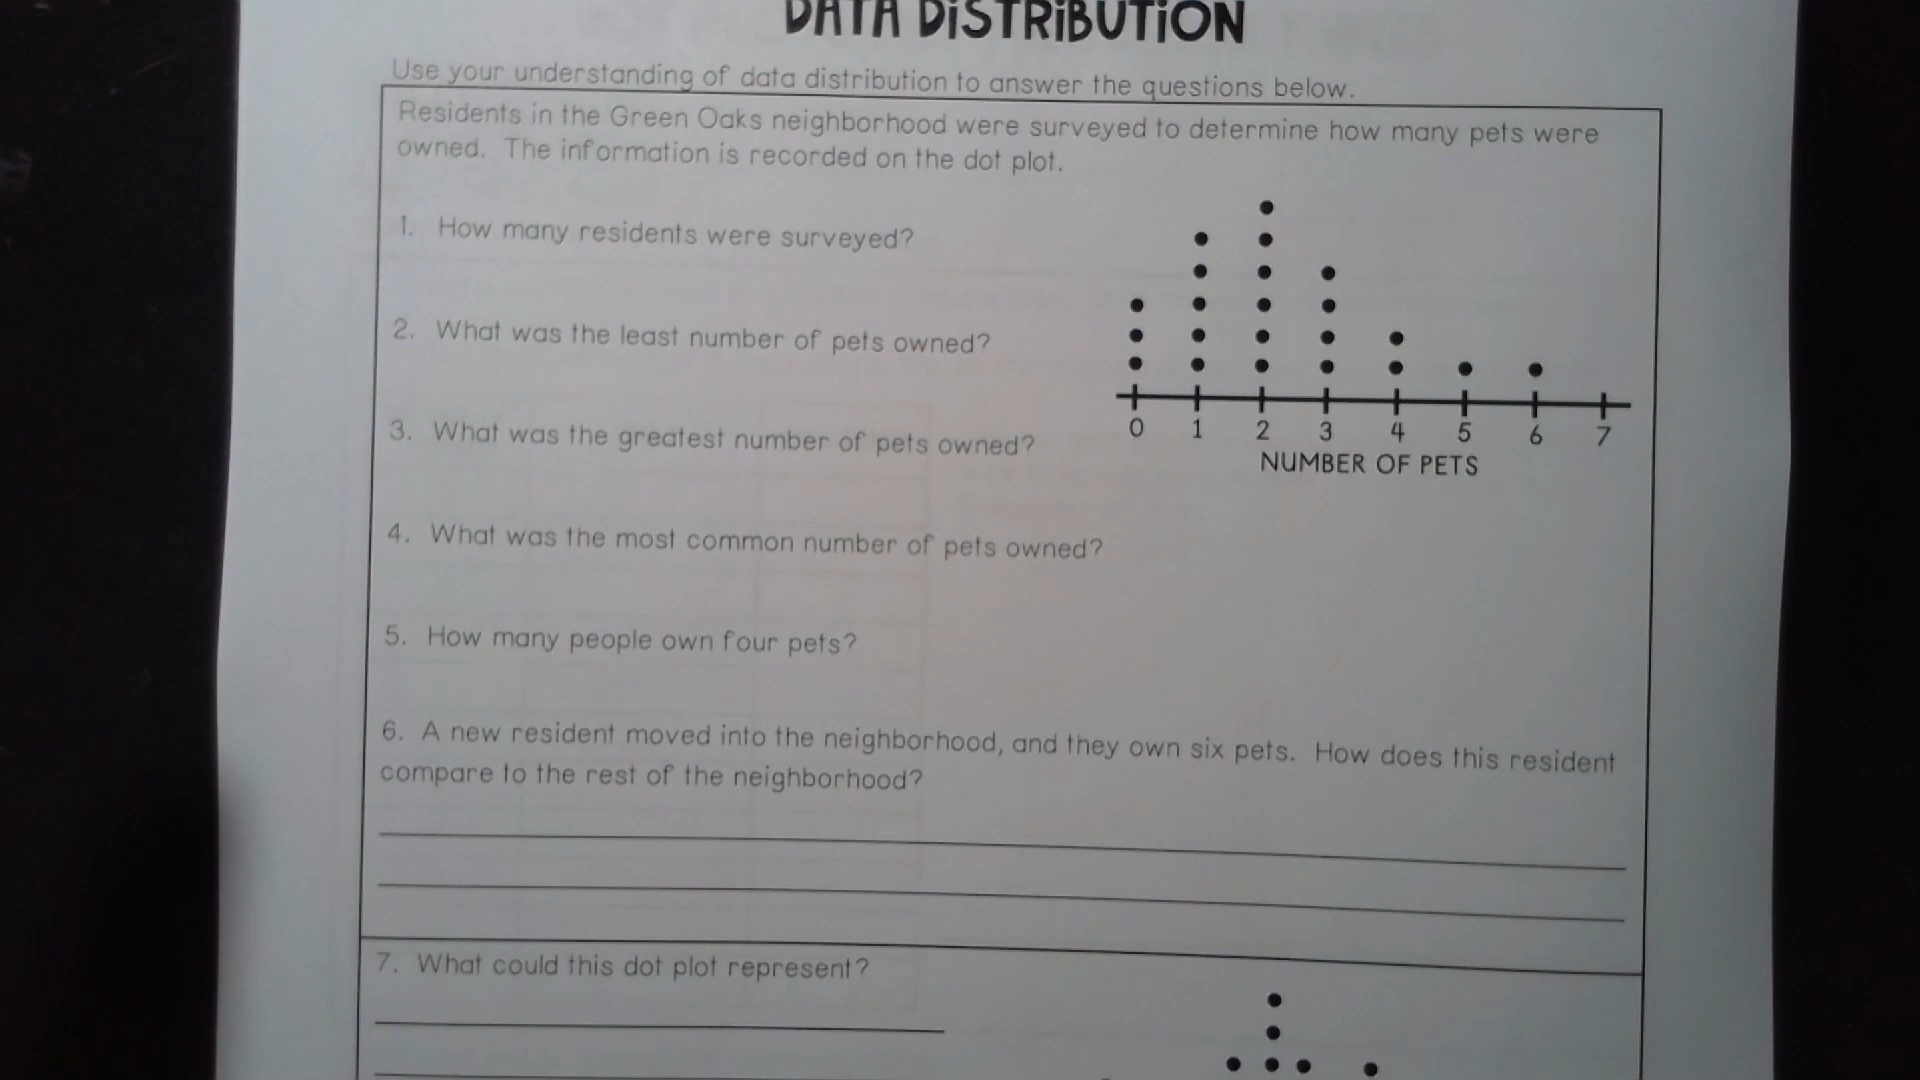 DATA DiSTRiBUTiON
Use your understanding of data distribution to answer the questions below.
Residents in the Green Oaks neighborhood were surveyed to determine how many pets were
owned. The information is recorded on the dot plot.
1. How many residents were surveyed?
2. What was the least number of pets owned?
3. What was the greatest number of pets owned?
0 1 2 3 4 5 6 7
NUMBER OF PETS
4. What was the most common number of pets owned?
5. How many people own four pets?
6. A new resident moved into the neighborhood, and they own six pets. How does this resident
compare to the rest of the neighborhood?
7. What could this dot plot represent?